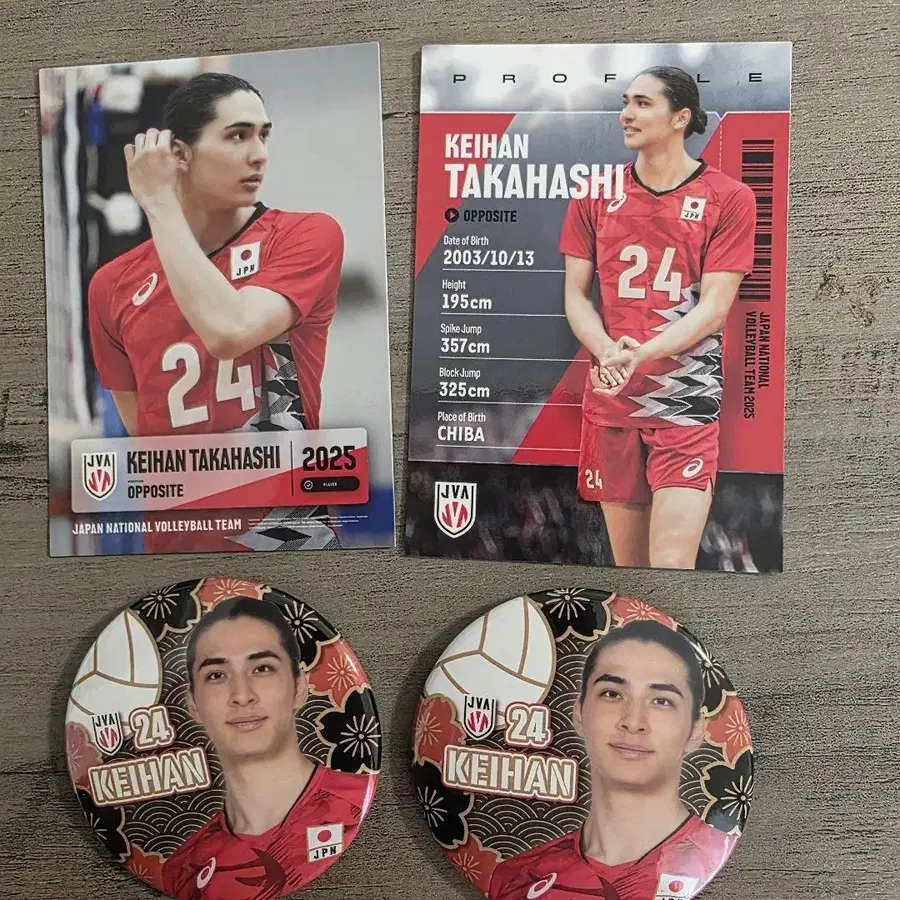 JPN
24
JVA
KEIHAN TAKAHASHI
OPPOSITE
2025
PLAYER
JAPAN NATIONAL VOLLEYBALL TEAM
PROFILE
KEIHAN
TAKAHASHI
OPPOSITE
Date of Birth
2003/10/13
Height
195cm
Spike Jump
357cm
Block Jump
325cm
Place of Birth
CHIBA
JPN
24
24
JAPAN NATIONAL
VOLLEYBALL TEAM 2025
JVA
JVA
24
KEIHAN
JPN
JVA
24
KEIHAN
JPN